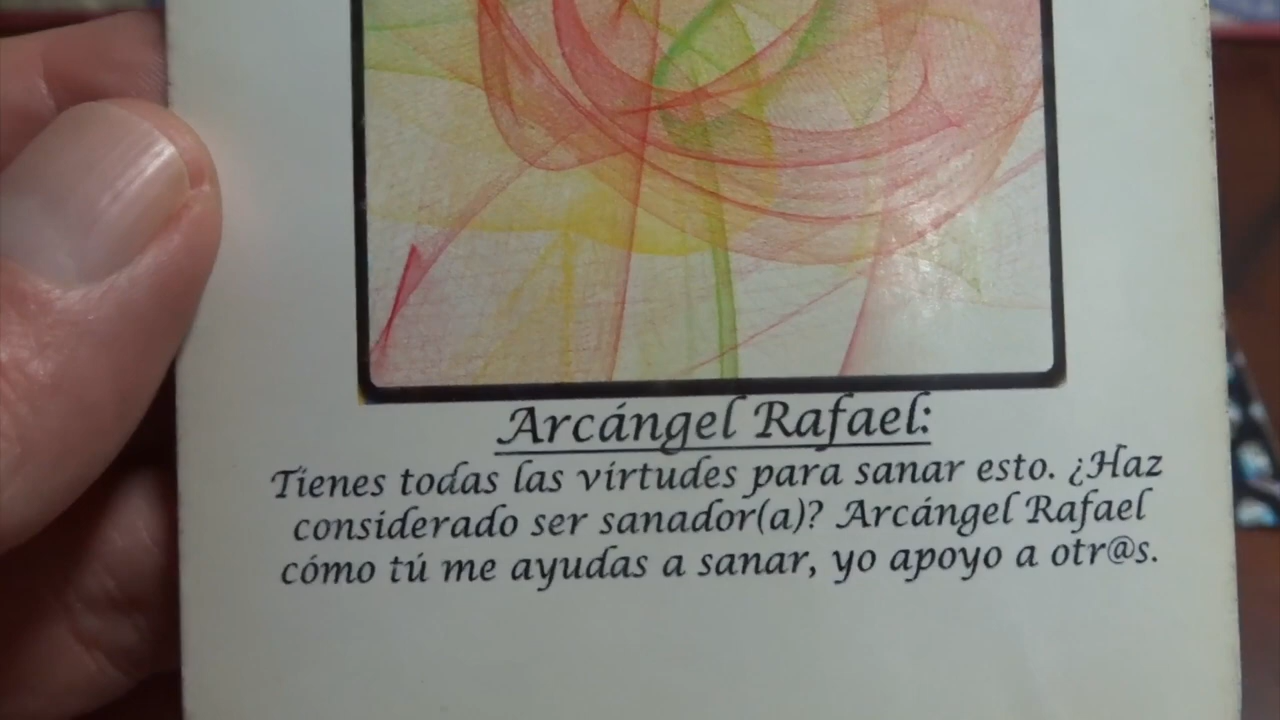 Arcángel Rafael:
Tienes todas las virtudes para sanar esto. ¿Haz
considerado ser sanador(a)? Arcángel Rafael
cómo tú me ayudas a sanar, yo apoyo a otr@s.